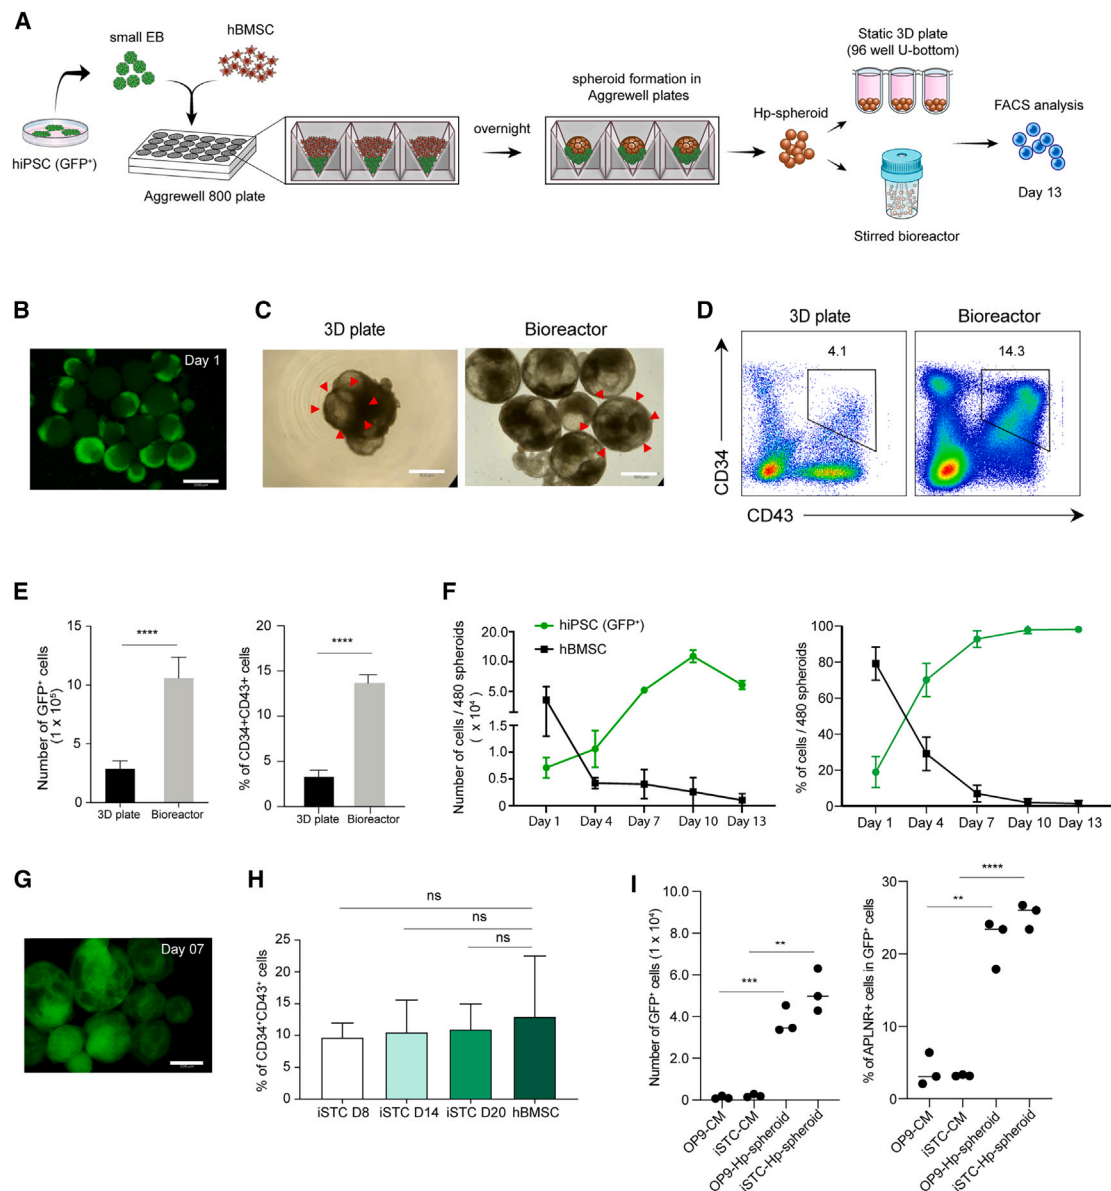 A
small EB
hBMSC
hiPSC (GFP⁺)
Aggrewell 800 plate
overnight
spheroid formation in
Aggrewell plates
Hp-spheroid
Static 3D plate
(96 well U-bottom)
Stirred bioreactor
FACS analysis
Day 13
B
Day 1
C
3D plate
Bioreactor
D
3D plate
Bioreactor
4.1
14.3
CD34
CD43
E
Number of GFP⁺ cells
(1 x 10⁵)
15
10
5
0
****
3D plate
Bioreactor
% of CD34+CD43+ cells
20
15
10
5
0
****
3D plate
Bioreactor
F
hiPSC (GFP⁺)
hBMSC
Number of cells / 480 spheroids
( x 10⁴)
20.0
10.0
5.0
1.5
1.0
0.5
0
Day 1
Day 4
Day 7
Day 10
Day 13
% of cells / 480 spheroids
100
80
60
40
20
0
Day 1
Day 4
Day 7
Day 10
Day 13
G
Day 07
H
% of CD34⁺CD43⁺ cells
25
20
15
10
5
0
ns
ns
ns
iSTC D8
iSTC D14
iSTC D20
hBMSC
I
Number of GFP⁺ cells (1 x 10⁴)
10.0
8.0
6.0
4.0
2.0
0
***
**
OP9-CM
iSTC-CM
OP9-Hp-spheroid
iSTC-Hp-spheroid
% of APLNR+ cells in GFP⁺ cells
30
20
10
0
**
****
OP9-CM
iSTC-CM
OP9-Hp-spheroid
iSTC-Hp-spheroid